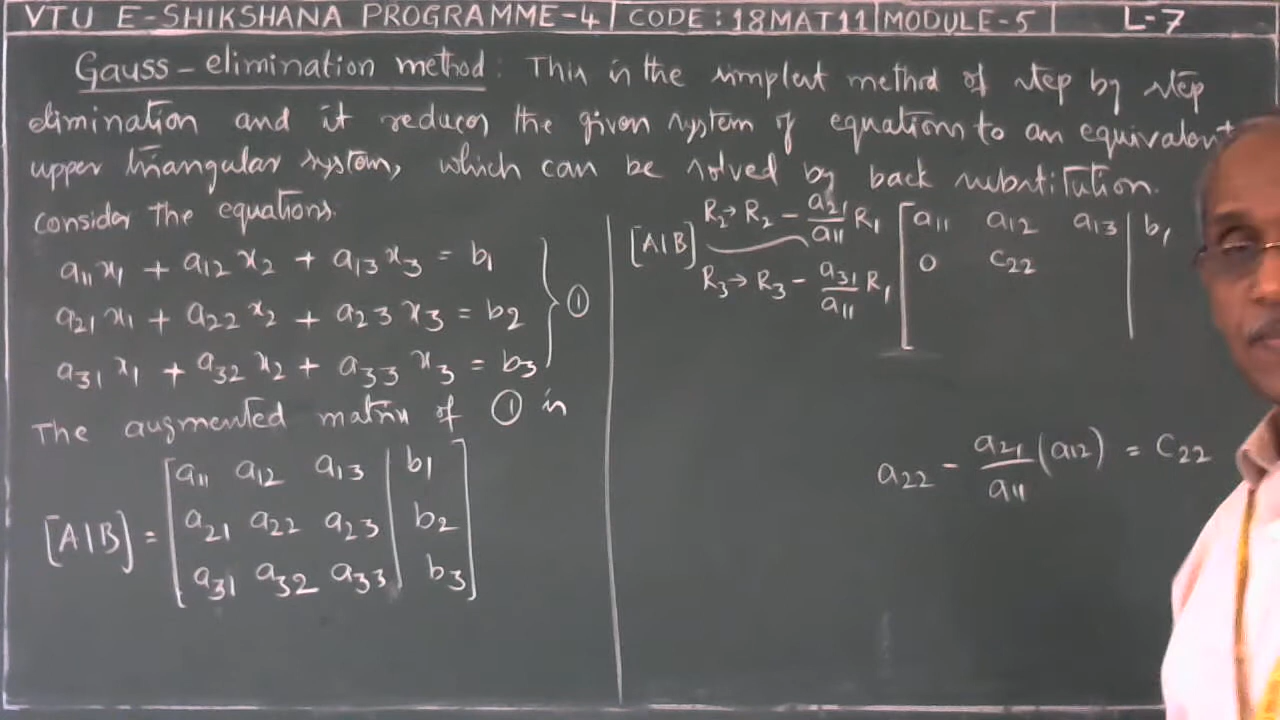 VTU E-SHIKSHANA PROGRAMME-4 | CODE: 18MAT11 | MODULE-5 | L-7
Gauss-elimination method: This is the simplest method of step by step
elimination and it reduces the given system of equations to an equivalent
upper triangular system, which can be solved by back substitution.
Consider the equations.
a11 x1 + a12 x2 + a13 x3 = b1
a21 x1 + a22 x2 + a23 x3 = b2 } ①
a31 x1 + a32 x2 + a33 x3 = b3
The augmented matrix of ① is
[A|B] = [a11 a12 a13 | b1
a21 a22 a23 | b2
a31 a32 a33 | b3]
[A|B] R2→R2 - a21/a11 R1 [a11 a12 a13 | b1
R3→R3 - a31/a11 R1 0 C22
a22 - a21/a11 (a12) = C22